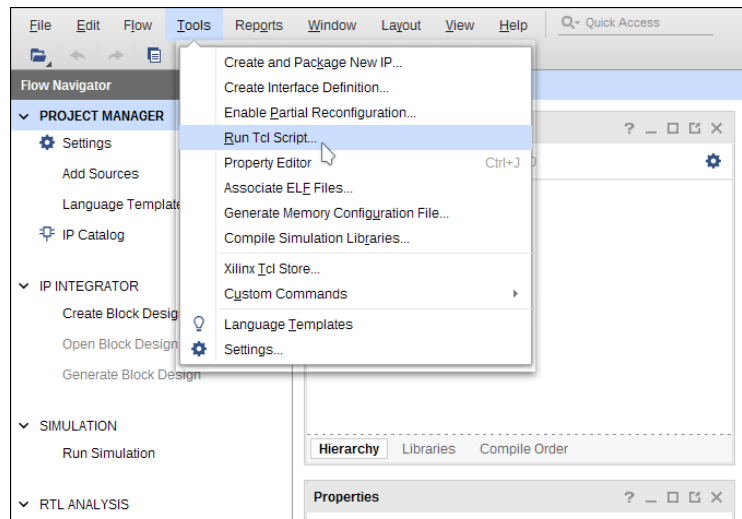 File Edit Flow Tools Reports Window Layout View Help Quick Access
Flow Navigator
PROJECT MANAGER
Settings
Add Sources
Language Template
IP Catalog
IP INTEGRATOR
Create Block Desig
Open Block Design
Generate Block Design
SIMULATION
Run Simulation
RTL ANALYSIS
Create and Package New IP...
Create Interface Definition...
Enable Partial Reconfiguration...
Run Tcl Script...
Property Editor Ctrl+J
Associate ELF Files...
Generate Memory Configuration File...
Compile Simulation Libraries...
Xilinx Tcl Store...
Custom Commands
Language Templates
Settings...
Hierarchy Libraries Compile Order
Properties